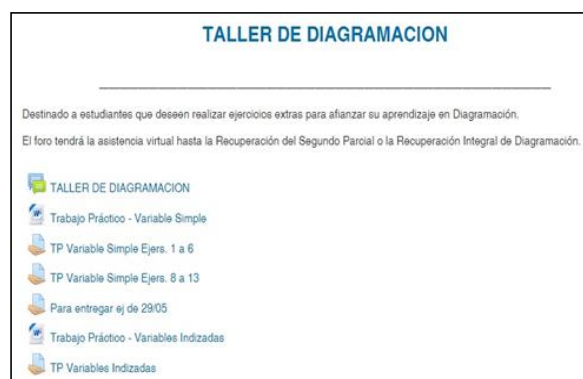 TALLER DE DIAGRAMACION
Destinado a estudiantes que deseen realizar ejercicios extras para afianzar su aprendizaje en Diagramación.
El foro tendrá la asistencia virtual hasta la Recuperación del Segundo Parcial o la Recuperación Integral de Diagramación.
TALLER DE DIAGRAMACION
Trabajo Práctico - Variable Simple
TP Variable Simple Ejers. 1 a 6
TP Variable Simple Ejers. 8 a 13
Para entregar ej de 29/05
Trabajo Práctico - Variables Indizadas
TP Variables Indizadas